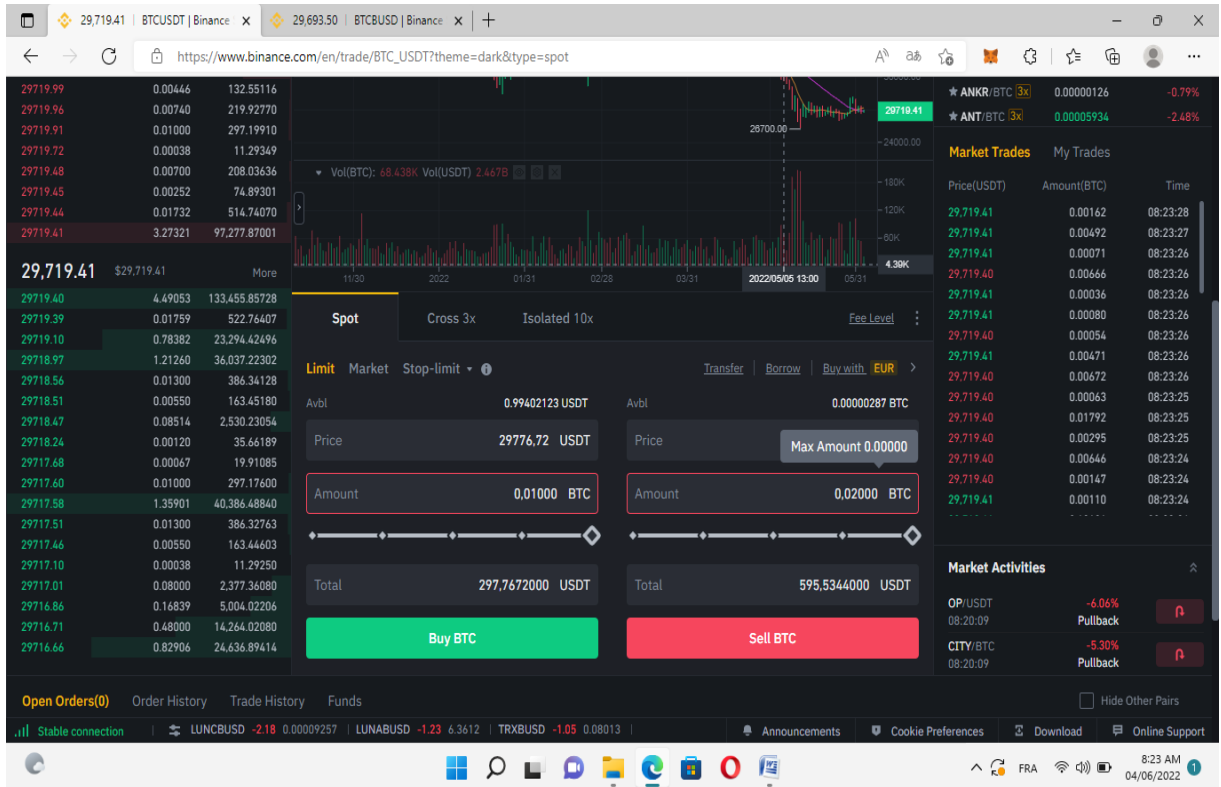 29,719.41 | BTCUSDT | Binance
29,693.50 | BTCBUSD | Binance
https://www.binance.com/en/trade/BTC_USDT?theme=dark&type=spot
29719.99 0.00446 132.55116
29719.96 0.00740 219.92770
29719.91 0.01000 297.19910
29719.72 0.00038 11.29349
29719.48 0.00700 208.03636
29719.45 0.00252 74.89301
29719.44 0.01732 514.74070
29719.41 3.27321 97,277.87001
29,719.41 $29,719.41 More
29719.40 4.49053 133,455.85728
29719.39 0.01759 522.76407
29719.10 0.78382 23,294.42496
29718.97 1.21260 36,037.22302
29718.56 0.01300 386.34128
29718.51 0.00550 163.45180
29718.47 0.08514 2,530.23054
29718.24 0.00120 35.66189
29717.68 0.00067 19.91085
29717.60 0.01000 297.17600
29717.58 1.35901 40,386.48840
29717.51 0.01300 386.32763
29717.46 0.00550 163.44603
29717.10 0.00038 11.29250
29717.01 0.08000 2,377.36080
29716.86 0.16839 5,004.02206
29716.71 0.48000 14,264.02080
29716.66 0.82906 24,636.89414
29719.41
26700.00
24000.00
Vol(BTC): 68.438K Vol(USDT) 2.467B
180K
120K
60K
4.39K
11/30 2022 01/31 02/28 03/31 2022/05/05 13:00 05/31
Spot Cross 3x Isolated 10x Fee Level
Limit Market Stop-limit Transfer | Borrow | Buy with EUR
Avbl 0.99402123 USDT
Price 29776,72 USDT
Amount 0,01000 BTC
Total 297,7672000 USDT
Buy BTC
Avbl 0.00000287 BTC
Price
Max Amount 0.00000
Amount 0,02000 BTC
Total 595,5344000 USDT
Sell BTC
ANKR/BTC 3x 0.00000126 -0.79%
ANT/BTC 3x 0.00005934 -2.48%
Market Trades My Trades
Price(USDT) Amount(BTC) Time
29,719.41 0.00162 08:23:28
29,719.41 0.00492 08:23:27
29,719.41 0.00071 08:23:26
29,719.40 0.00666 08:23:26
29,719.41 0.00036 08:23:26
29,719.41 0.00080 08:23:26
29,719.40 0.00054 08:23:26
29,719.41 0.00471 08:23:26
29,719.40 0.00672 08:23:26
29,719.40 0.00063 08:23:25
29,719.40 0.01792 08:23:25
29,719.40 0.00295 08:23:25
29,719.40 0.00646 08:23:24
29,719.40 0.00147 08:23:24
29,719.41 0.00110 08:23:24
Market Activities
OP/USDT -6.06%
08:20:09 Pullback
CITY/BTC -5.30%
08:20:09 Pullback
Open Orders(0) Order History Trade History Funds Hide Other Pairs
Stable connection LUNCBUSD -2.18 0.00009257 | LUNABUSD -1.23 6.3612 | TRXBUSD -1.05 0.08013 | Announcements Cookie Preferences Download Online Support
FRA 8:23 AM
04/06/2022 1